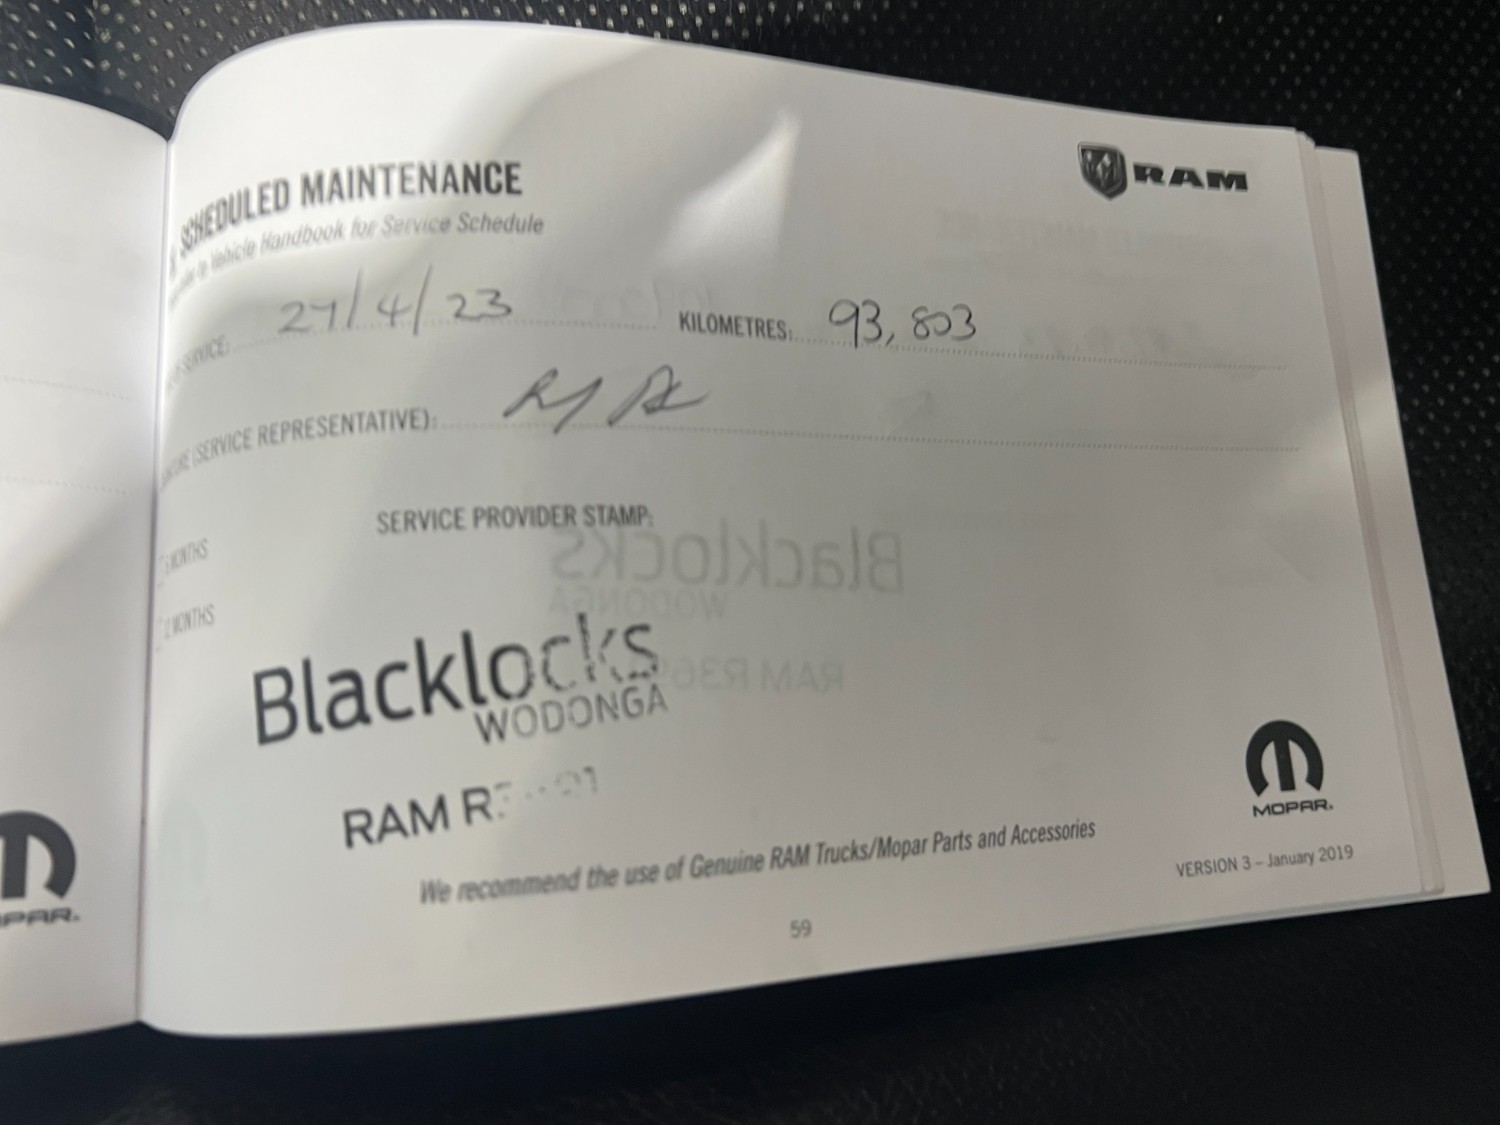 RAM
SCHEDULED MAINTENANCE
Vehicle Handbook for Service Schedule
SERVICE: 27/4/23 KILOMETRES: 93,803
(SERVICE REPRESENTATIVE):
SERVICE PROVIDER STAMP:
MONTHS
MONTHS
Blacklocks
WODONGA
RAM
MOPAR.
We recommend the use of Genuine RAM Trucks/Mopar Parts and Accessories
VERSION 3 – January 2019
59